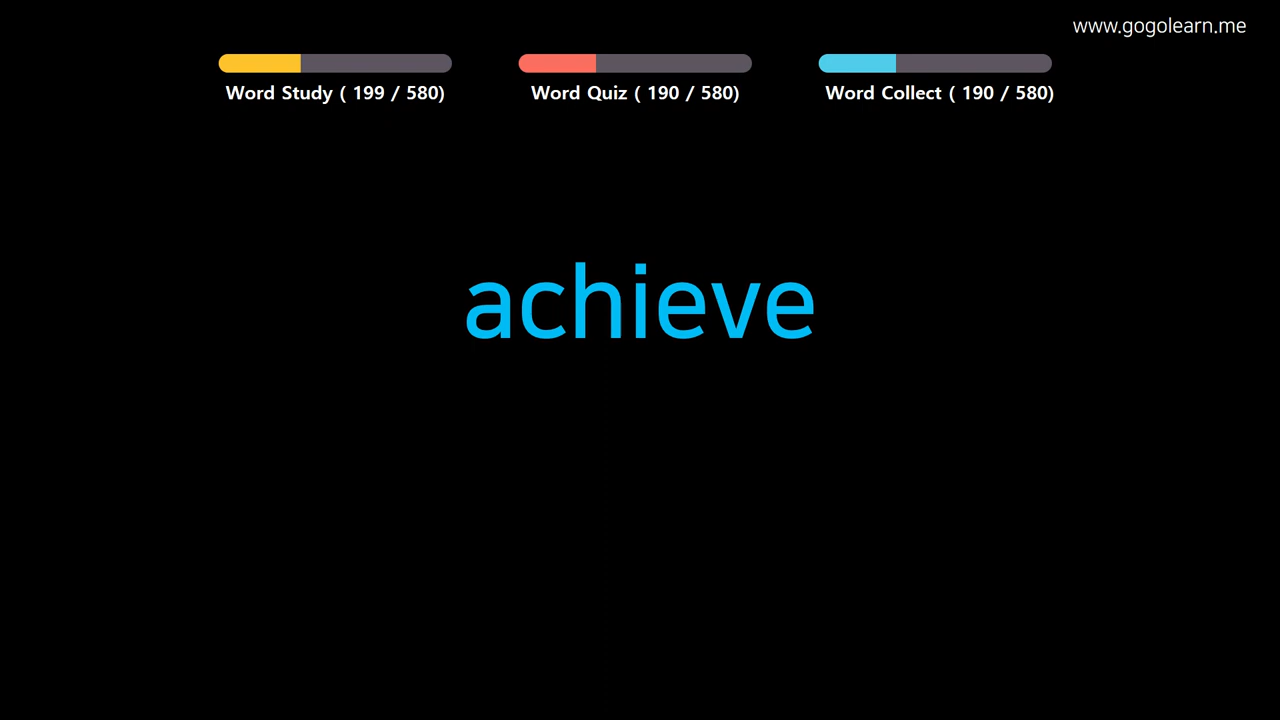 www.gogolearn.me
Word Study ( 199 / 580)
Word Quiz ( 190 / 580)
Word Collect ( 190 / 580)
achieve